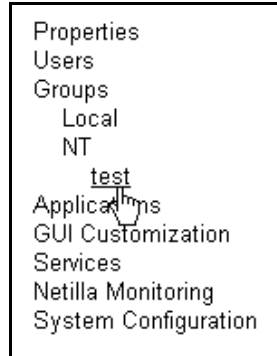 Properties
Users
Groups
Local
NT
test
Applications
GUI Customization
Services
Netilla Monitoring
System Configuration